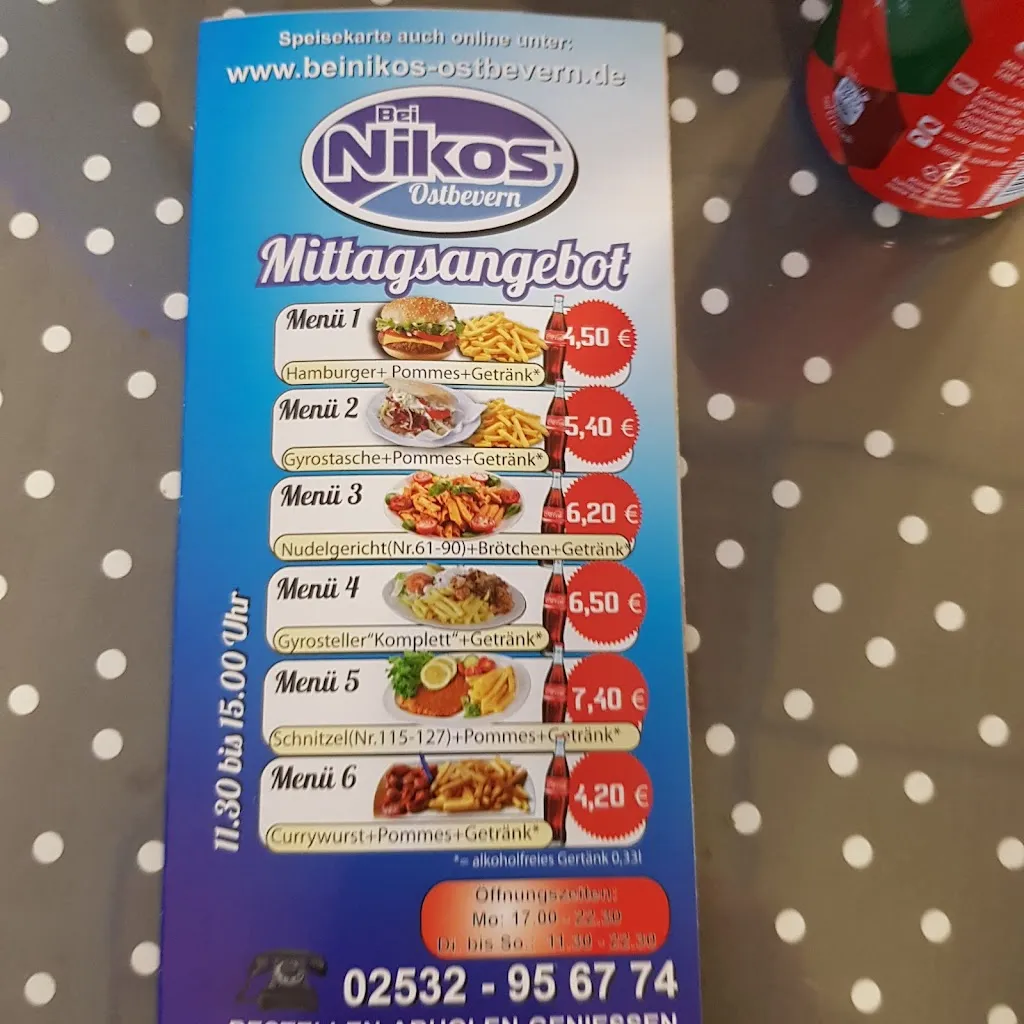 Speisekarte auch online unter:
www.beinikos-ostbevern.de
Bei
Nikos
Ostbevern
Mittagsangebot
Menü 1
4,50 €
Hamburger+ Pommes+Getränk*
Menü 2
5,40 €
Gyrostasche+Pommes+Getränk*
Menü 3
6,20 €
Nudelgericht(Nr.61-90)+Brötchen+Getränk*
Menü 4
6,50 €
Gyrosteller"Komplett"+Getränk*
Menü 5
7,40 €
Schnitzel(Nr.115-127)+Pommes+Getränk*
Menü 6
4,20 €
Currywurst+Pommes+Getränk*
11.30 bis 15.00 Uhr
*= alkoholfreies Gertänk 0,33l
Öffnungszeiten:
Mo: 17.00 - 22.30
Di. bis So.: 11.30 - 22.30
02532 - 95 67 74
BESTELLEN ABHOLEN GENIESSEN